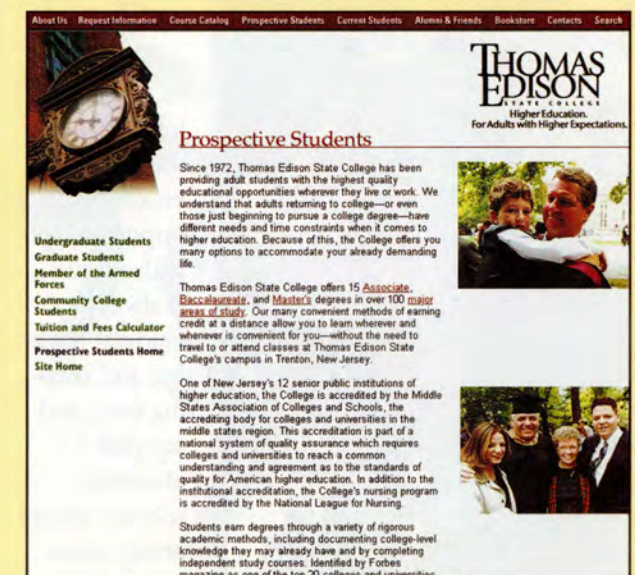 About Us Request Information Course Catalog Prospective Students Current Students Alumni & Friends Bookstore Contacts Search
THOMAS
EDISON
STATE COLLEGE
Higher Education.
For Adults with Higher Expectations.
Prospective Students
Since 1972, Thomas Edison State College has been
providing adult students with the highest quality
educational opportunities wherever they live or work. We
understand that adults returning to college—or even
those just beginning to pursue a college degree—have
different needs and time constraints when it comes to
higher education. Because of this, the College offers you
many options to accommodate your already demanding
life.
Undergraduate Students
Graduate Students
Member of the Armed
Forces
Community College
Students
Tuition and Fees Calculator
Prospective Students Home
Site Home
Thomas Edison State College offers 15 Associate,
Baccalaureate, and Master's degrees in over 100 major
areas of study. Our many convenient methods of earning
credit at a distance allow you to learn wherever and
whenever is convenient for you—without the need to
travel to or attend classes at Thomas Edison State
College's campus in Trenton, New Jersey.
One of New Jersey's 12 senior public institutions of
higher education, the College is accredited by the Middle
States Association of Colleges and Schools, the
accrediting body for colleges and universities in the
middle states region. This accreditation is part of a
national system of quality assurance which requires
colleges and universities to reach a common
understanding and agreement as to the standards of
quality for American higher education. In addition to the
institutional accreditation, the College's nursing program
is accredited by the National League for Nursing.
Students earn degrees through a variety of rigorous
academic methods, including documenting college-level
knowledge they may already have and by completing
independent study courses. Identified by Forbes
magazine as one of the top 20 colleges and universities